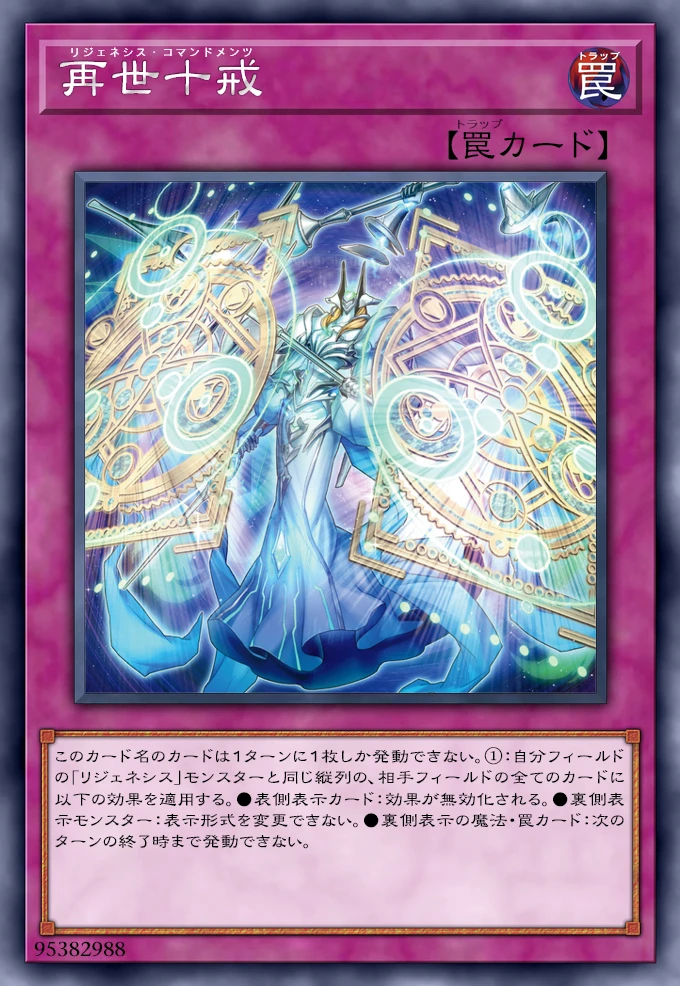 リジェネシス・コマンドメンツ
再世十戒
トラップ
罠
トラップ
【罠カード】
このカード名のカードは1ターンに1枚しか発動できない。①:自分フィールド
の「リジェネシス」モンスターと同じ縦列の、相手フィールドの全てのカードに
以下の効果を適用する。●表側表示カード:効果が無効化される。●裏側表
示モンスター:表示形式を変更できない。●裏側表示の魔法・罠カード:次の
ターンの終了時まで発動できない。
95382988